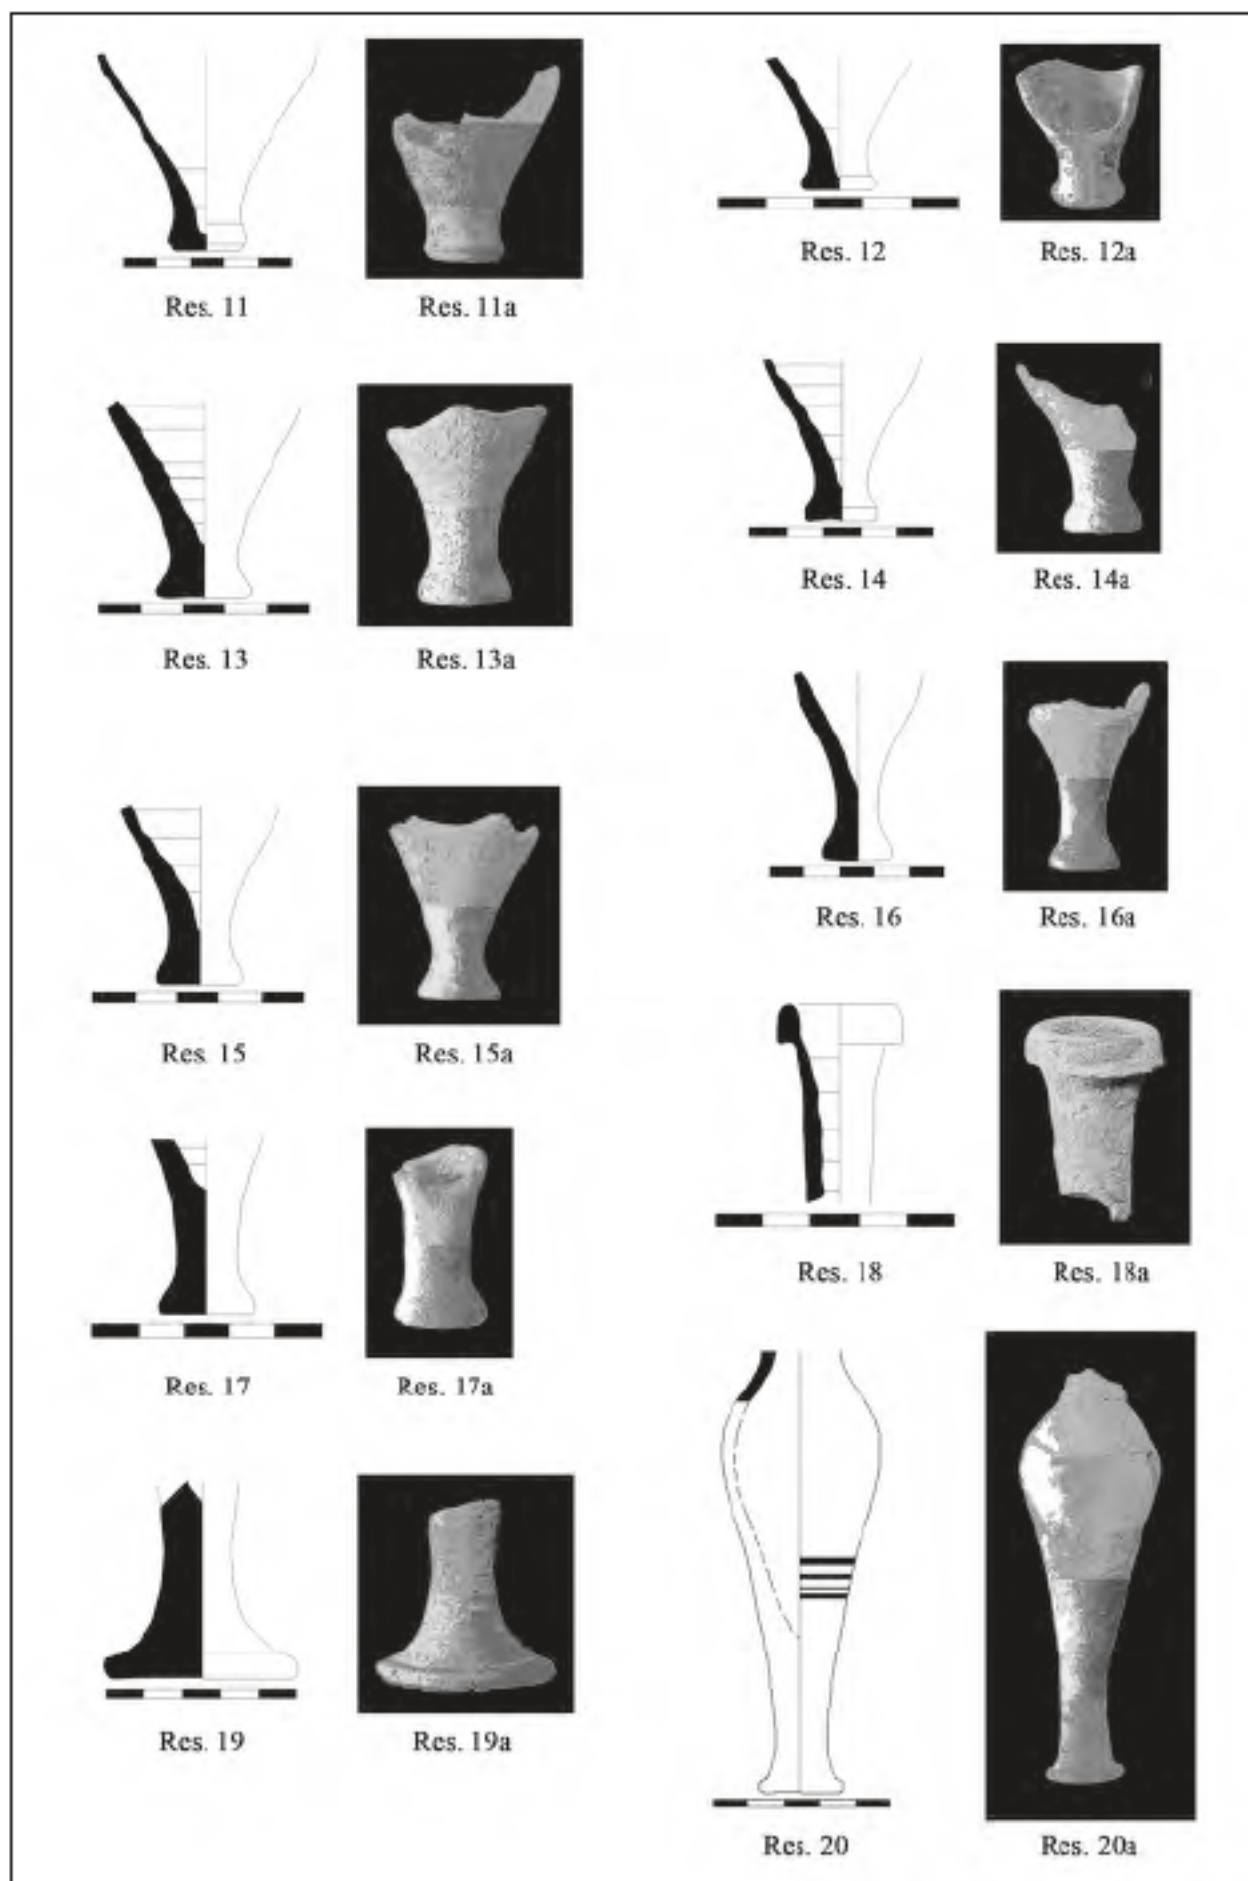 Res. 11 Res. 11a Res. 12 Res. 12a
Res. 13 Res. 13a Res. 14 Res. 14a
Res. 15 Res. 15a Res. 16 Res. 16a
Res. 17 Res. 17a Res. 18 Res. 18a
Res. 19 Res. 19a Res. 20 Res. 20a